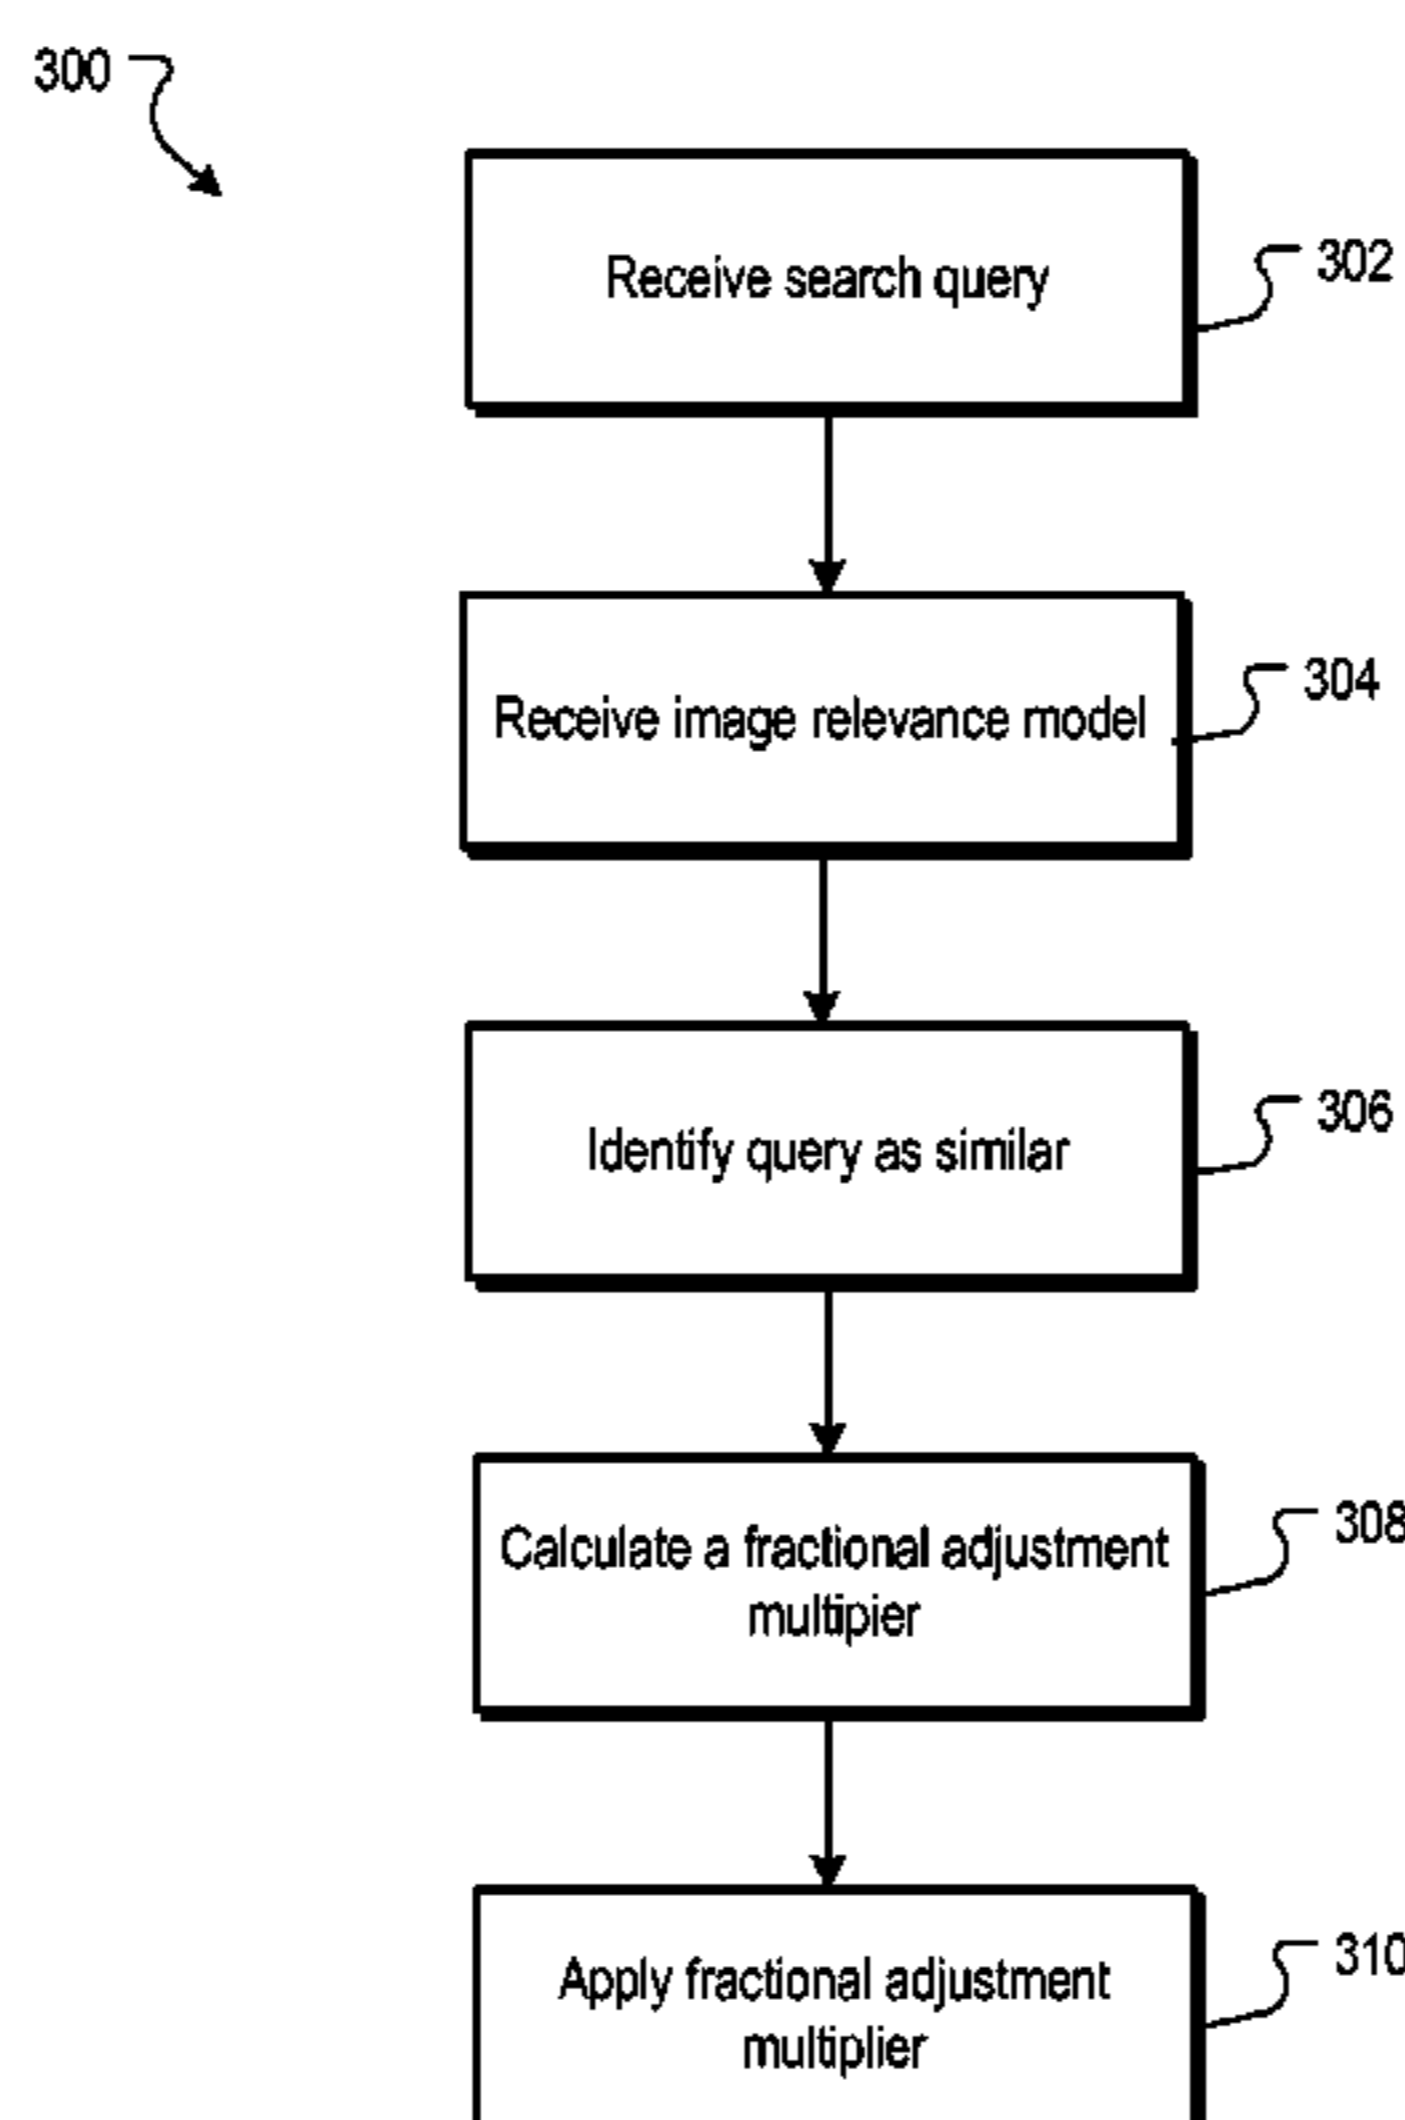 300
Receive search query
302
Receive image relevance model
304
Identify query as similar
306
Calculate a fractional adjustment
multipier
308
Apply fractional adjustment
multiplier
310